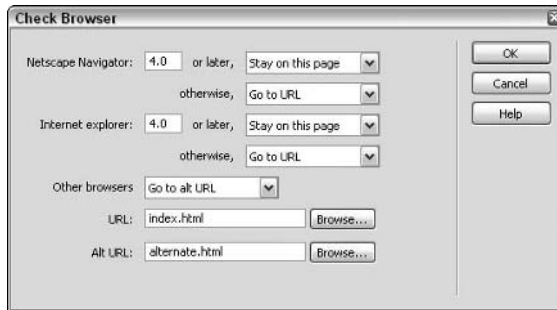 Check Browser
Netscape Navigator: 4.0 or later, Stay on this page OK
otherwise, Go to URL Cancel
Internet explorer: 4.0 or later, Stay on this page Help
otherwise, Go to URL
Other browsers Go to alt URL
URL: index.html Browse...
Alt URL: alternate.html Browse...